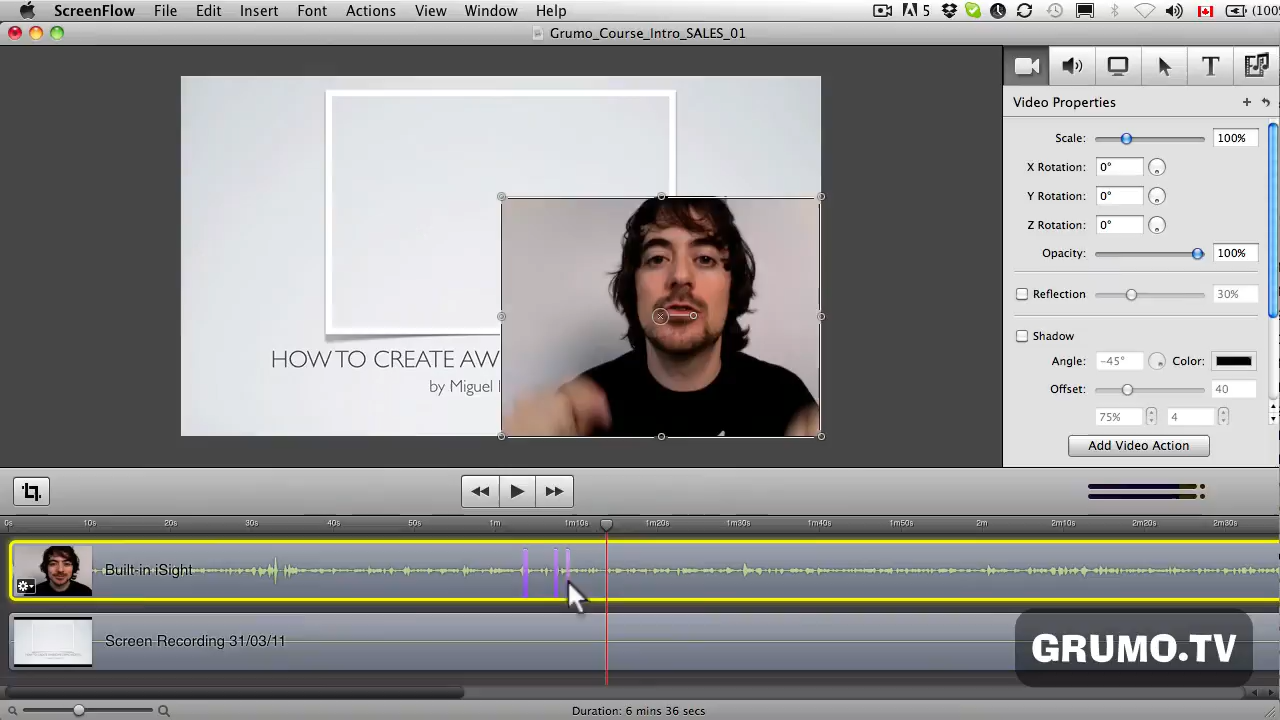 ScreenFlow File Edit Insert Font Actions View Window Help 5 (100
Grumo_Course_Intro_SALES_01
Video Properties
Scale: 100%
X Rotation: 0°
Y Rotation: 0°
Z Rotation: 0°
Opacity: 100%
Reflection 30%
Shadow
Angle: -45° Color:
Offset: 40
75% 4
Add Video Action
HOW TO CREATE AW
by Miguel
0s 10s 20s 30s 40s 50s 1m 1m10s 1m20s 1m30s 1m40s 1m50s 2m 2m10s 2m20s 2m30s
Built-in iSight
Screen Recording 31/03/11
GRUMO.TV
Duration: 6 mins 36 secs